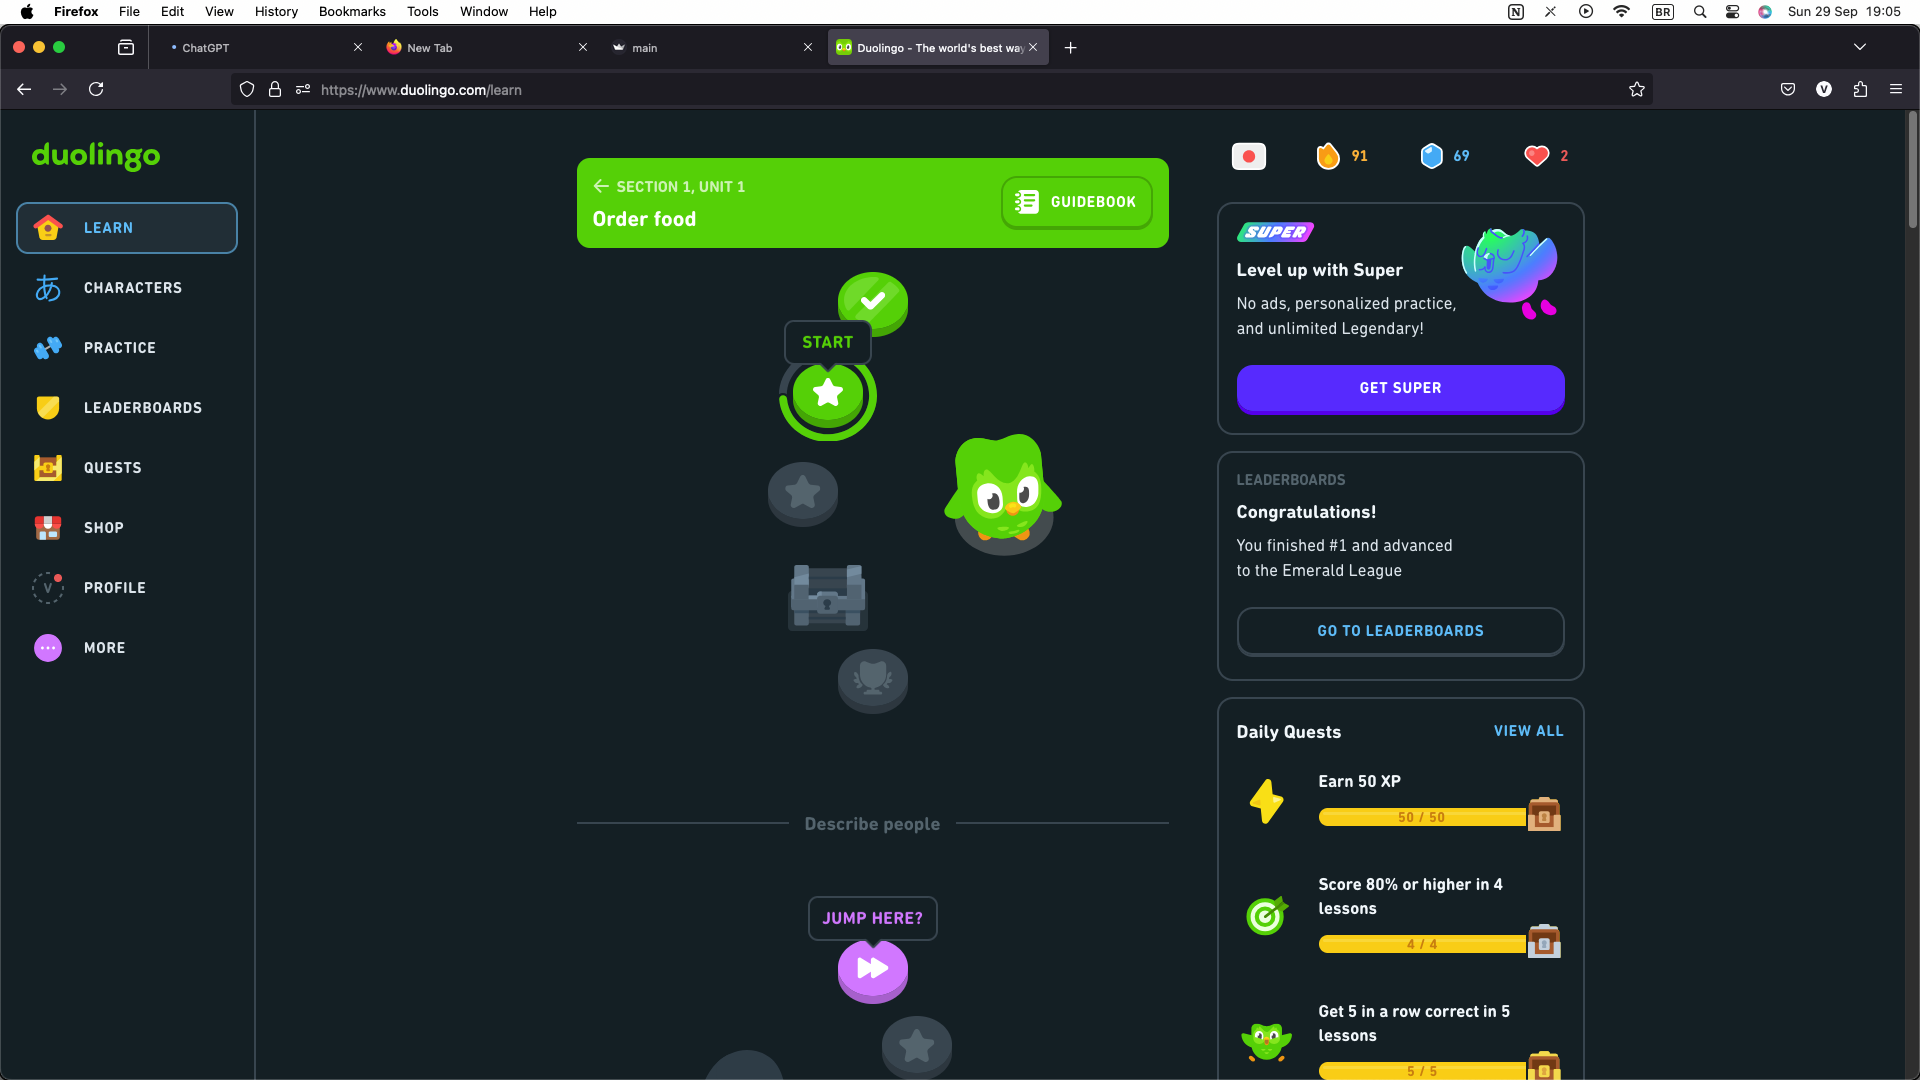 Firefox File Edit View History Bookmarks Tools Window Help
BR Sun 29 Sep 19:05
ChatGPT
New Tab
main
Duolingo - The world's best way
https://www.duolingo.com/learn
V
duolingo
LEARN
あ CHARACTERS
PRACTICE
LEADERBOARDS
QUESTS
SHOP
V PROFILE
MORE
SECTION 1, UNIT 1
Order food
GUIDEBOOK
START
Describe people
JUMP HERE?
91
69
2
SUPER
Level up with Super
No ads, personalized practice,
and unlimited Legendary!
GET SUPER
LEADERBOARDS
Congratulations!
You finished #1 and advanced
to the Emerald League
GO TO LEADERBOARDS
Daily Quests
VIEW ALL
Earn 50 XP
50 / 50
Score 80% or higher in 4
lessons
4 / 4
Get 5 in a row correct in 5
lessons
5 / 5